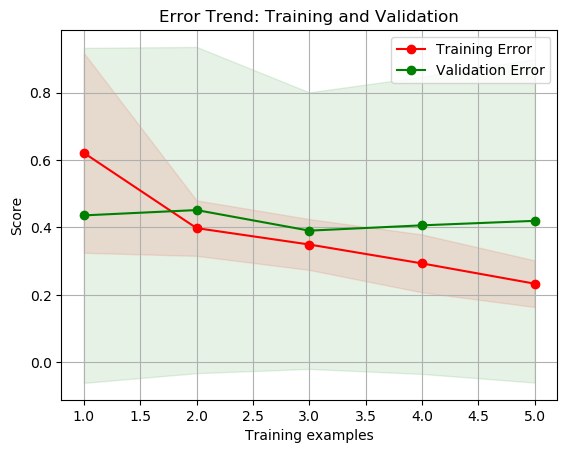 Error Trend: Training and Validation
Training Error
Validation Error
Score
0.8
0.6
0.4
0.2
0.0
1.0 1.5 2.0 2.5 3.0 3.5 4.0 4.5 5.0
Training examples